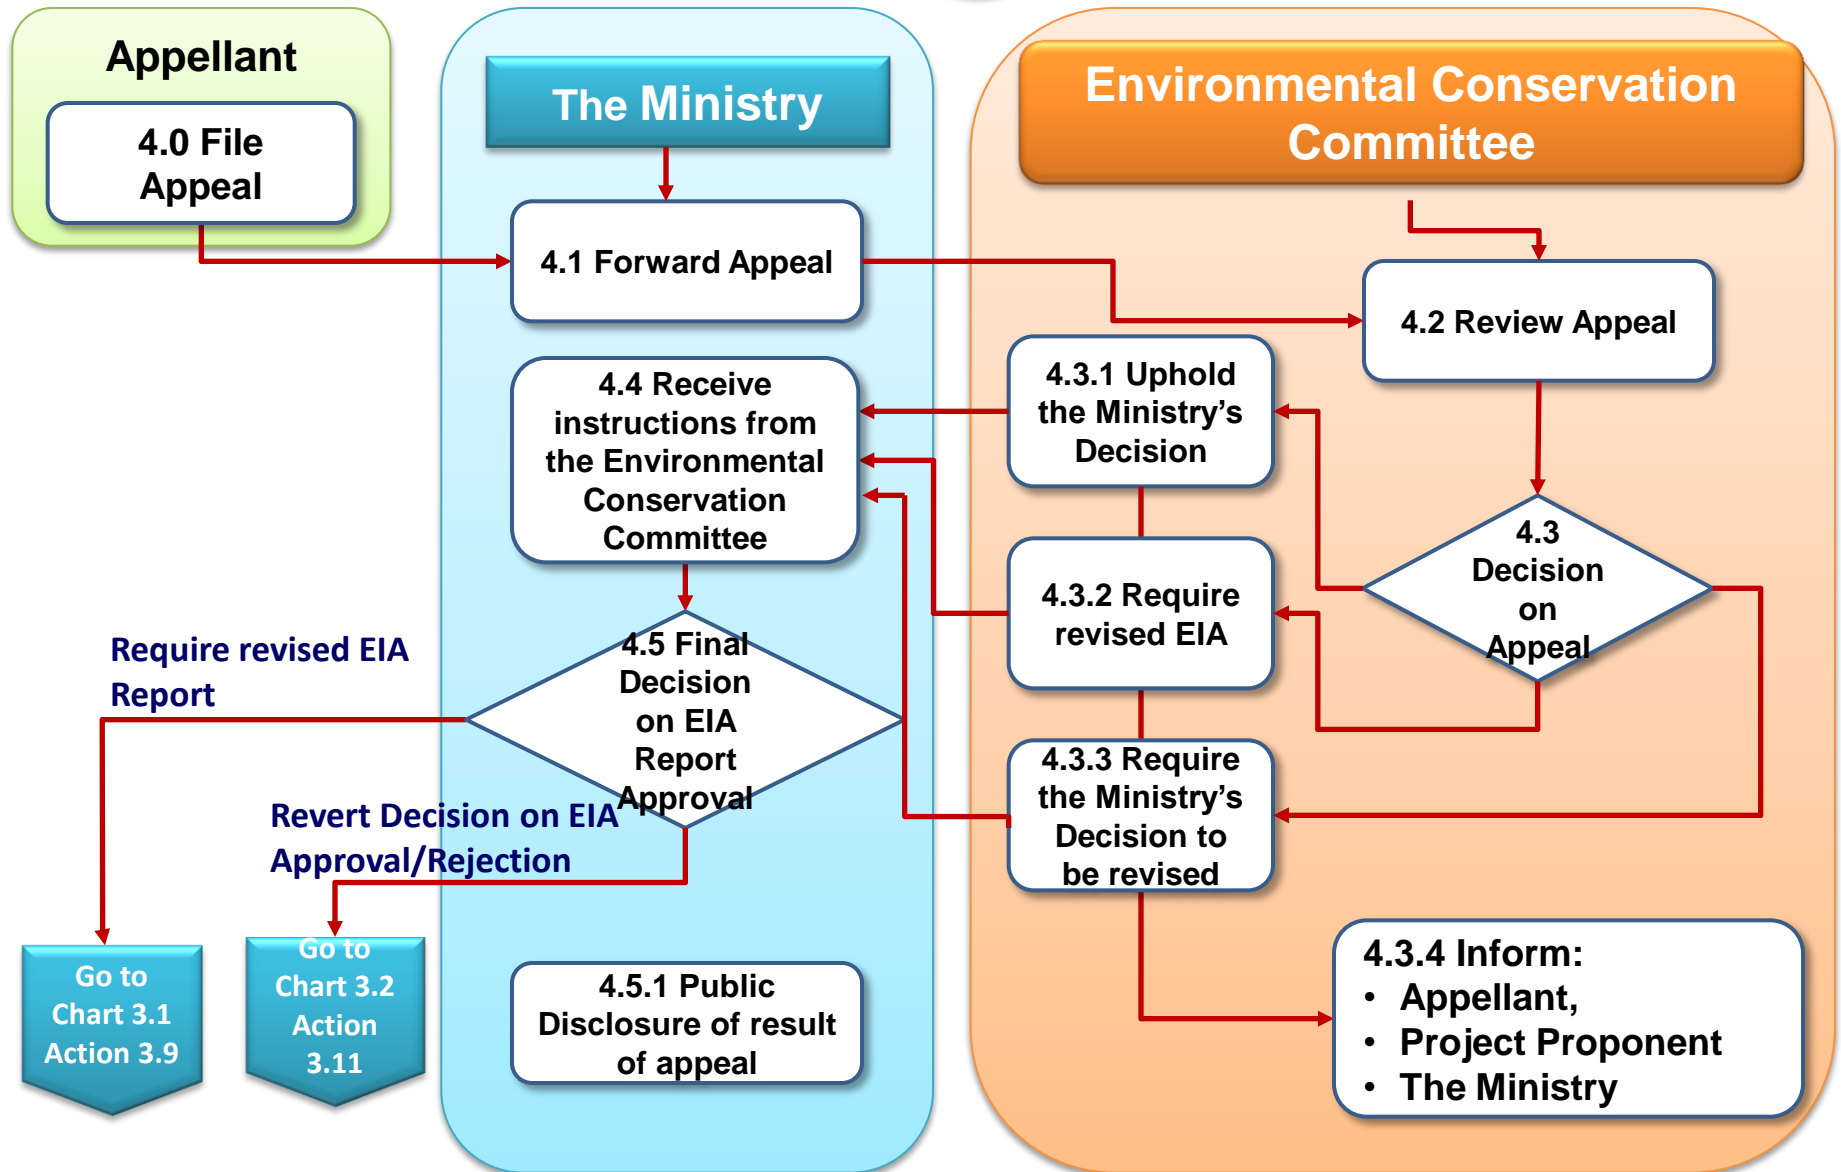 Appellant
4.0 File
Appeal
The Ministry
4.1 Forward Appeal
4.4 Receive
instructions from
the Environmental
Conservation
Committee
4.5 Final
Decision
on EIA
Report
Approval
4.5.1 Public
Disclosure of result
of appeal
Require revised EIA
Report
Revert Decision on EIA
Approval/Rejection
Go to
Chart 3.1
Action 3.9
Go to
Chart 3.2
Action
3.11
Environmental Conservation
Committee
4.2 Review Appeal
4.3
Decision
on
Appeal
4.3.1 Uphold
the Ministry’s
Decision
4.3.2 Require
revised EIA
4.3.3 Require
the Ministry’s
Decision to
be revised
4.3.4 Inform:
• Appellant,
• Project Proponent
• The Ministry